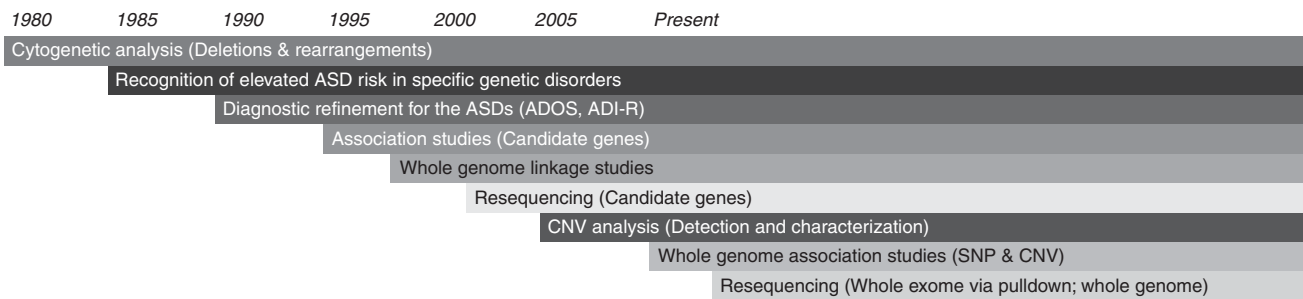 1980 1985 1990 1995 2000 2005 Present
Cytogenetic analysis (Deletions & rearrangements)
Recognition of elevated ASD risk in specific genetic disorders
Diagnostic refinement for the ASDs (ADOS, ADI-R)
Association studies (Candidate genes)
Whole genome linkage studies
Resequencing (Candidate genes)
CNV analysis (Detection and characterization)
Whole genome association studies (SNP & CNV)
Resequencing (Whole exome via pulldown; whole genome)